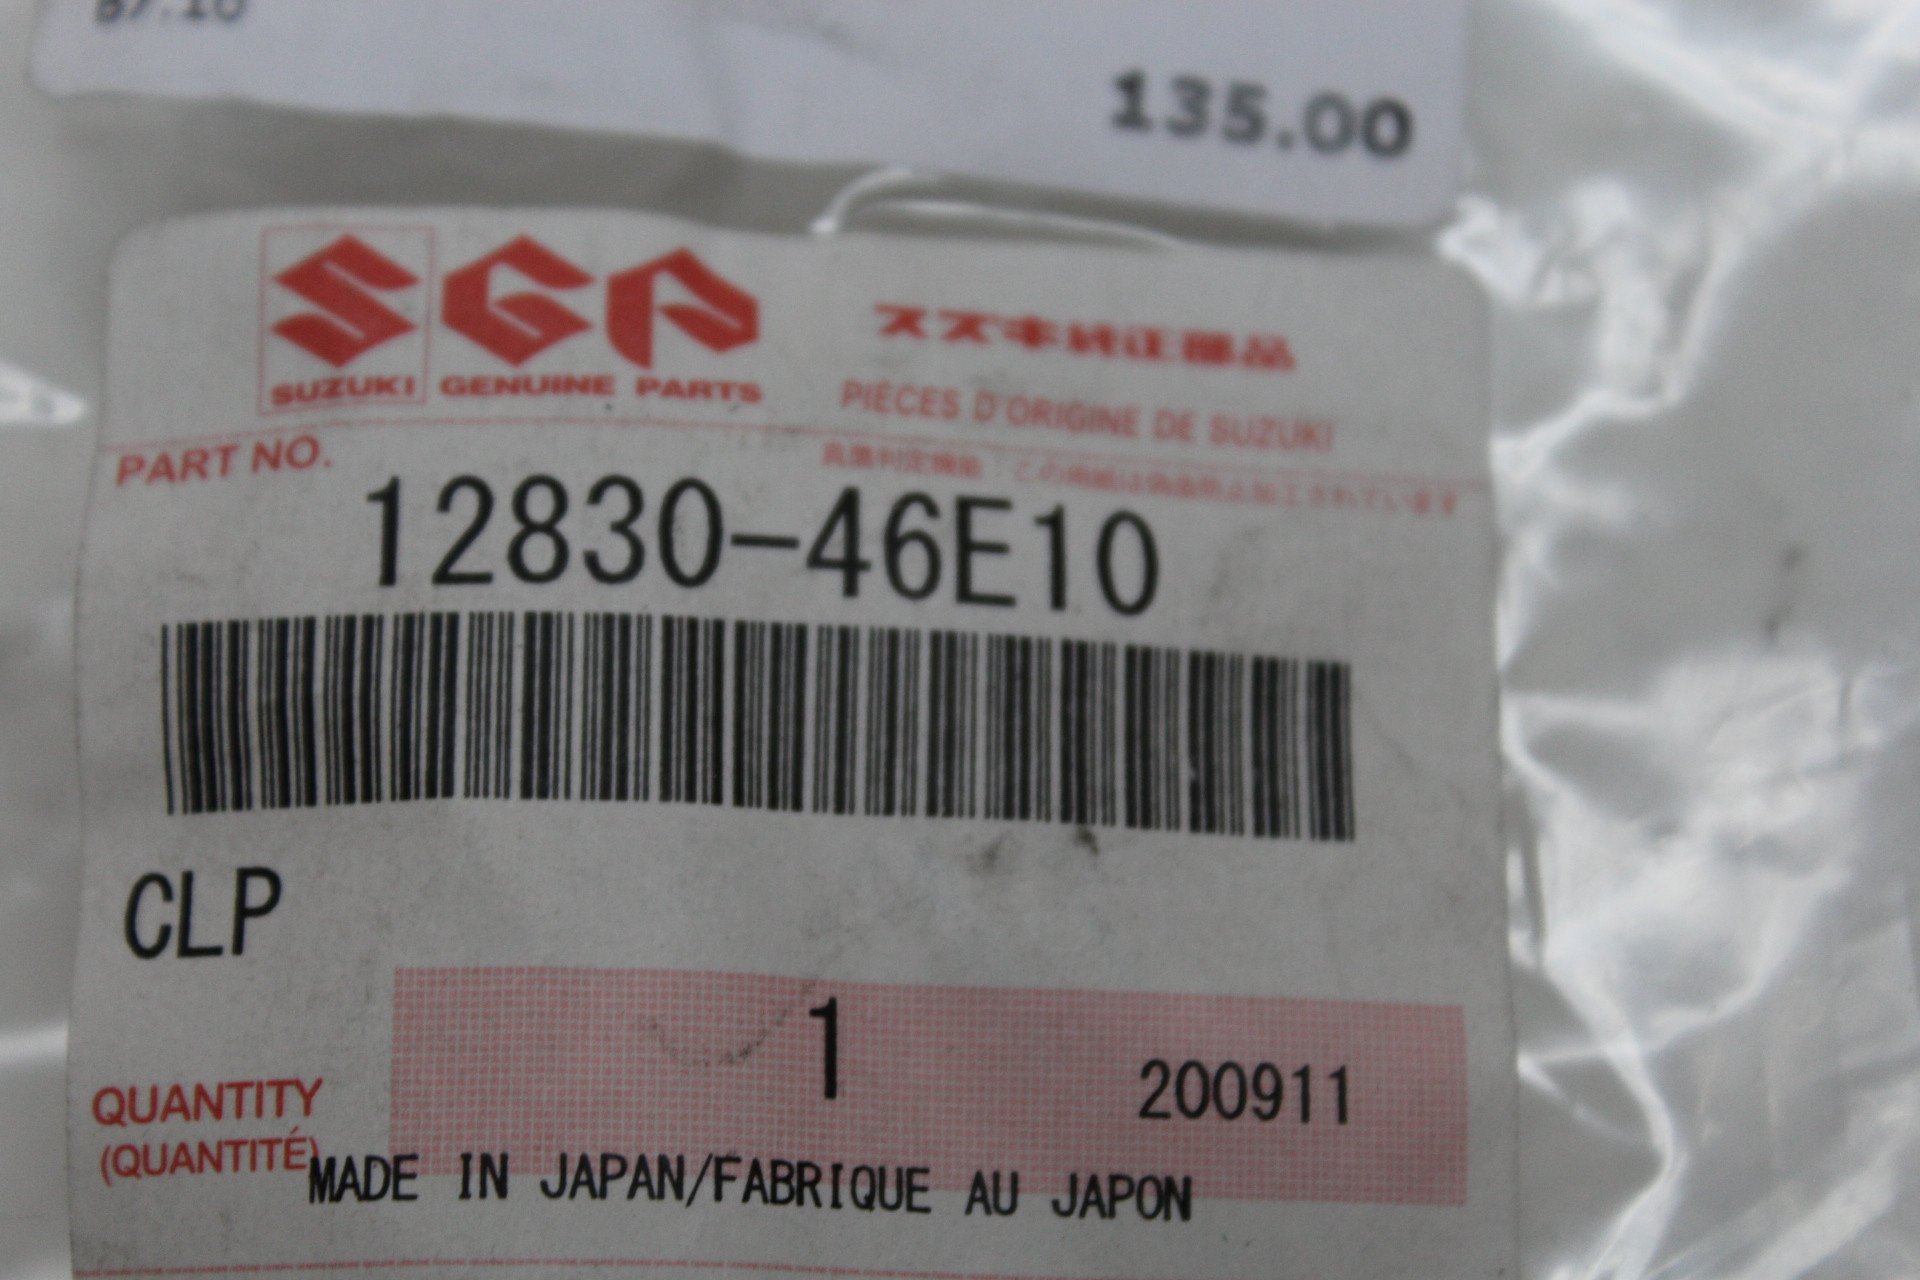 135.00
SUZUKI GENUINE PARTS
スズキ純正部品
PIÈCES D'ORIGINE DE SUZUKI
PART NO.
12830-46E10
CLP
1
200911
QUANTITY
(QUANTITÉ)
MADE IN JAPAN/FABRIQUE AU JAPON